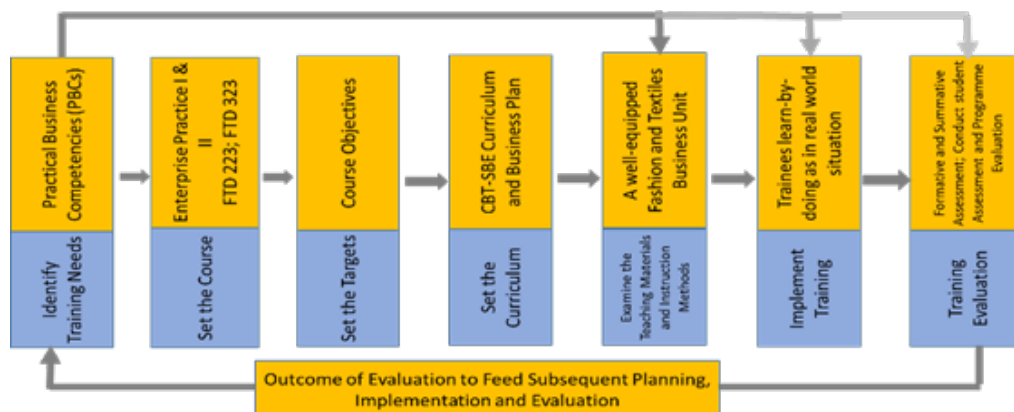 Practical Business
Competencies (PBCs)
Identify
Training Needs
Enterprise Practice I &
II
FTD 223; FTD 323
Set the Course
Course Objectives
Set the Targets
CBT-SBE Curriculum
and Business Plan
Set the
Curriculum
A well-equipped
Fashion and Textiles
Business Unit
Examine the
Teaching Materials
and Instruction
Methods
Trainees learn-by-
doing as in real world
situation
Implement
Training
Formative and Summative
Assessment; Conduct student
Assessment and Programme
Evaluation
Training
Evaluation
Outcome of Evaluation to Feed Subsequent Planning,
Implementation and Evaluation